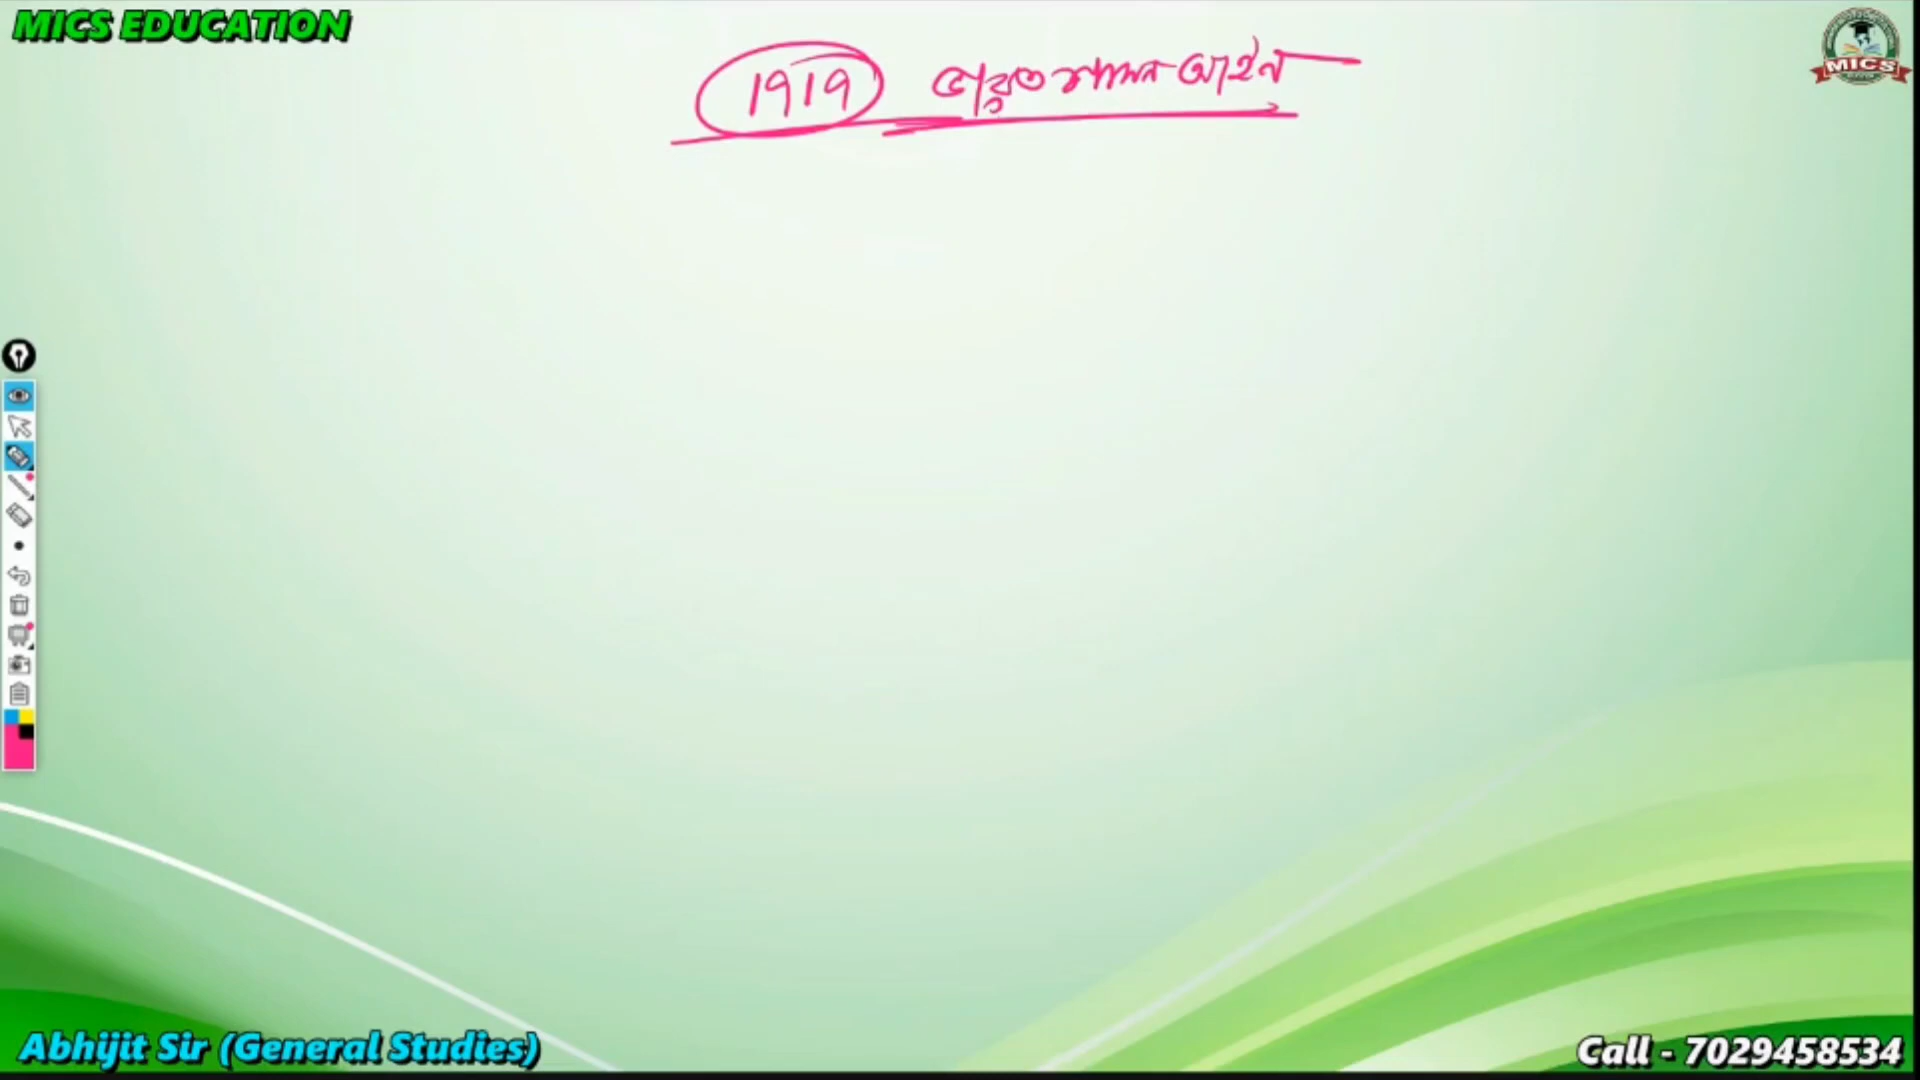 MICS EDUCATION
1919 ভারত শাসন আইন
MICS
Abhijit Sir (General Studies)
Call - 7029458534